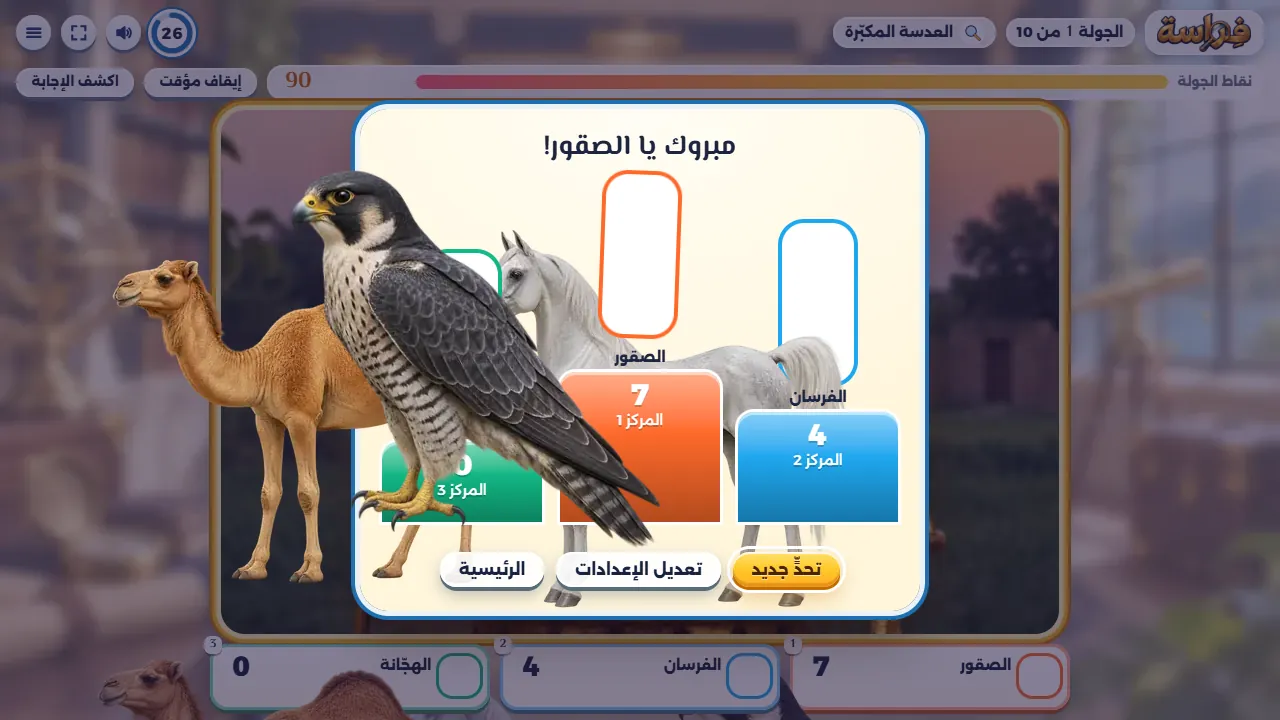 فراسة
الجولة 1 من 10
العدسة المكبّرة
26
نقاط الجولة
90
إيقاف مؤقت
اكشف الإجابة
مبروك يا الصقور!
الصقور
7
المركز 1
الفرسان
4
المركز 2
0
المركز 3
تحدٍّ جديد
تعديل الإعدادات
الرئيسية
1
الصقور
7
2
الفرسان
4
3
الهجّانة
0